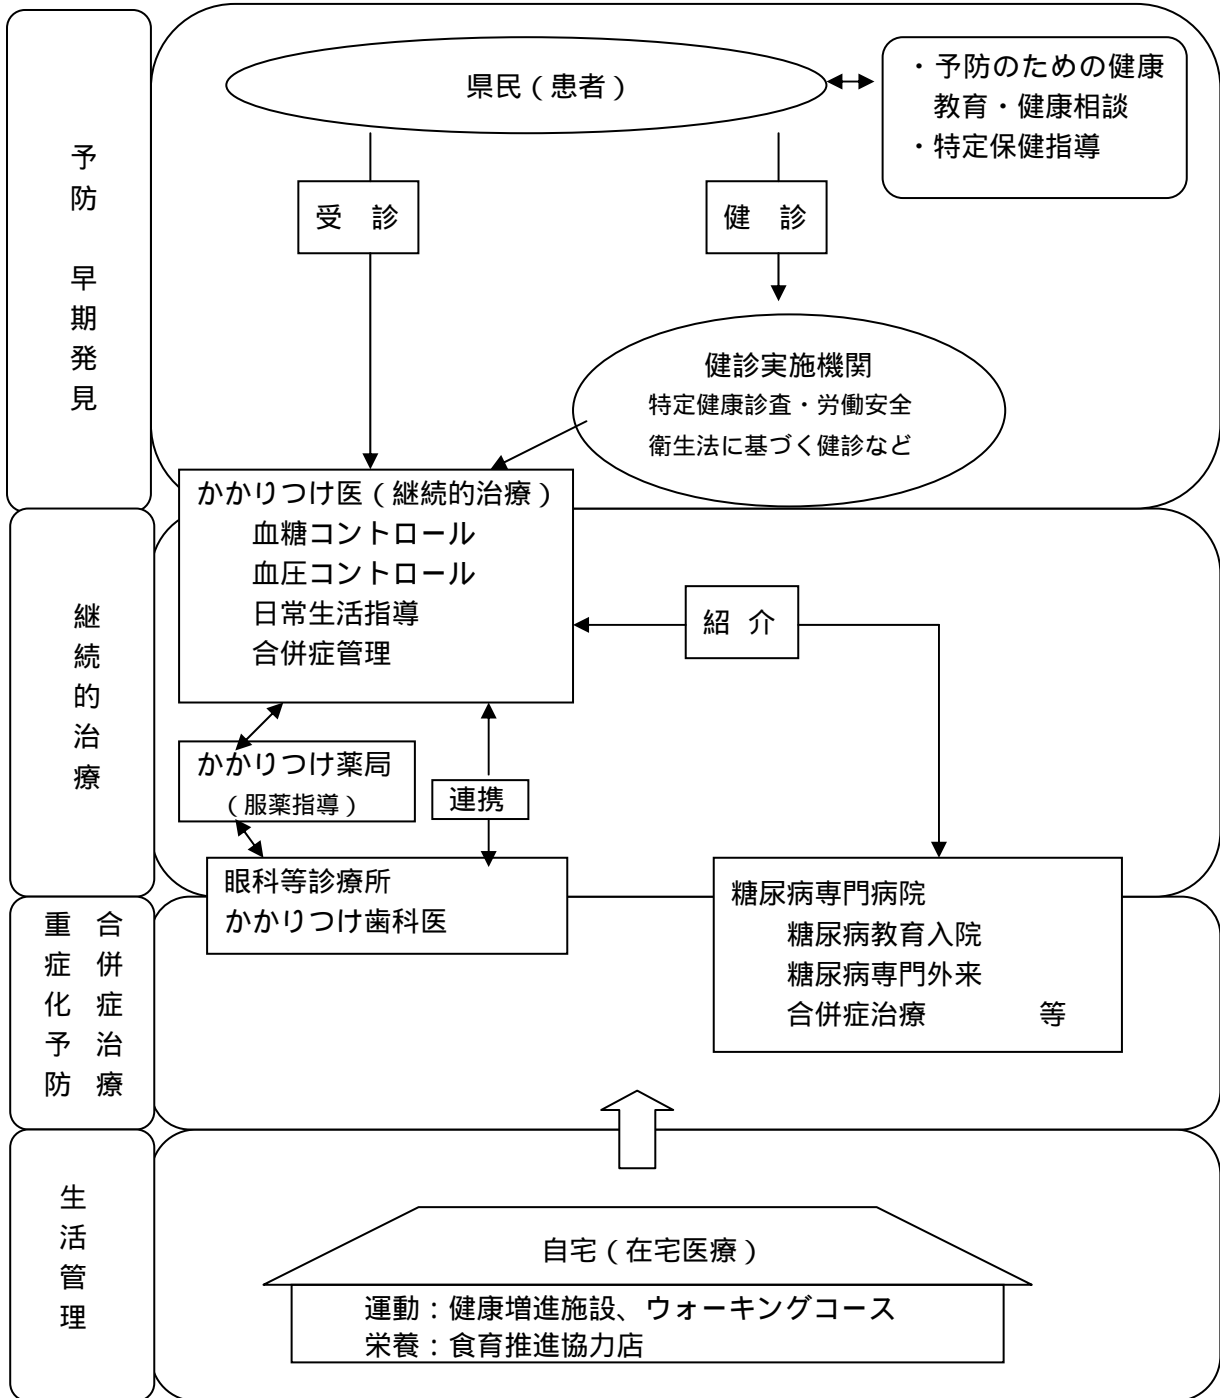 県民（患者）
・予防のための健康
教育・健康相談
・特定保健指導
予防　早期発見
受　診
健　診
健診実施機関
特定健康診査・労働安全
衛生法に基づく健診など
かかりつけ医（継続的治療）
血糖コントロール
血圧コントロール
日常生活指導
合併症管理
継続的治療
紹　介
かかりつけ薬局
（服薬指導）
連携
眼科等診療所
かかりつけ歯科医
糖尿病専門病院
糖尿病教育入院
糖尿病専門外来
合併症治療　　　　等
合併症治療
重症化予防
生活管理
自宅（在宅医療）
運動：健康増進施設、ウォーキングコース
栄養：食育推進協力店